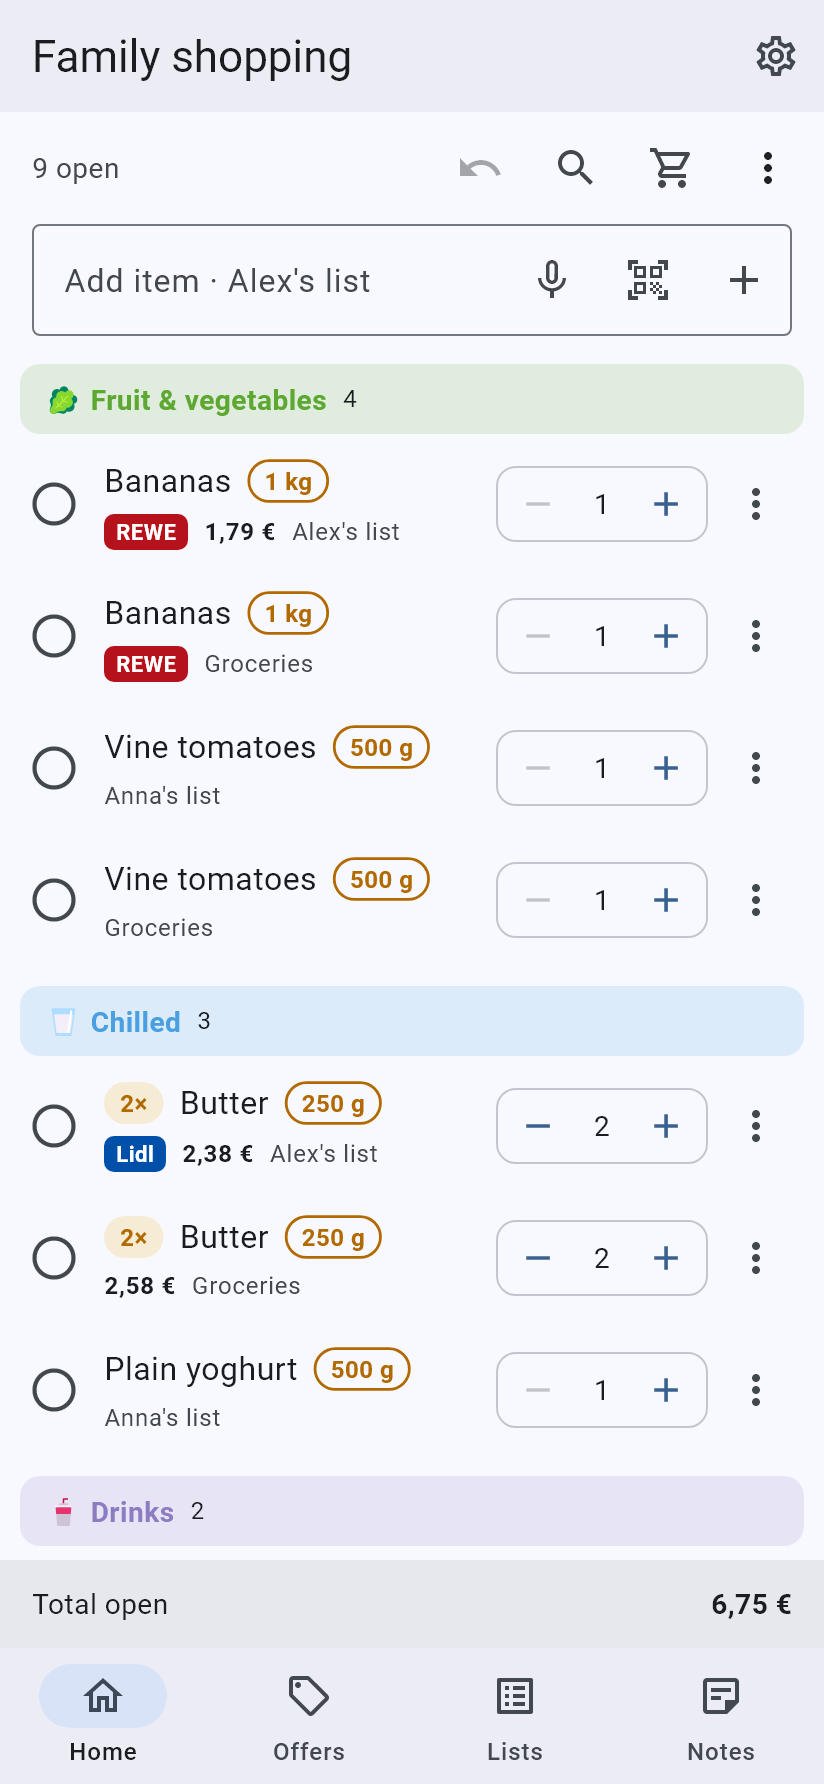 Family shopping
9 open
Add item · Alex's list
Fruit & vegetables 4
Bananas 1 kg
1
REWE 1,79 € Alex's list
Bananas 1 kg
1
REWE Groceries
Vine tomatoes 500 g
1
Anna's list
Vine tomatoes 500 g
1
Groceries
Chilled 3
2× Butter 250 g
2
Lidl 2,38 € Alex's list
2× Butter 250 g
2
2,58 € Groceries
Plain yoghurt 500 g
1
Anna's list
Drinks 2
Total open 6,75 €
Home Offers Lists Notes